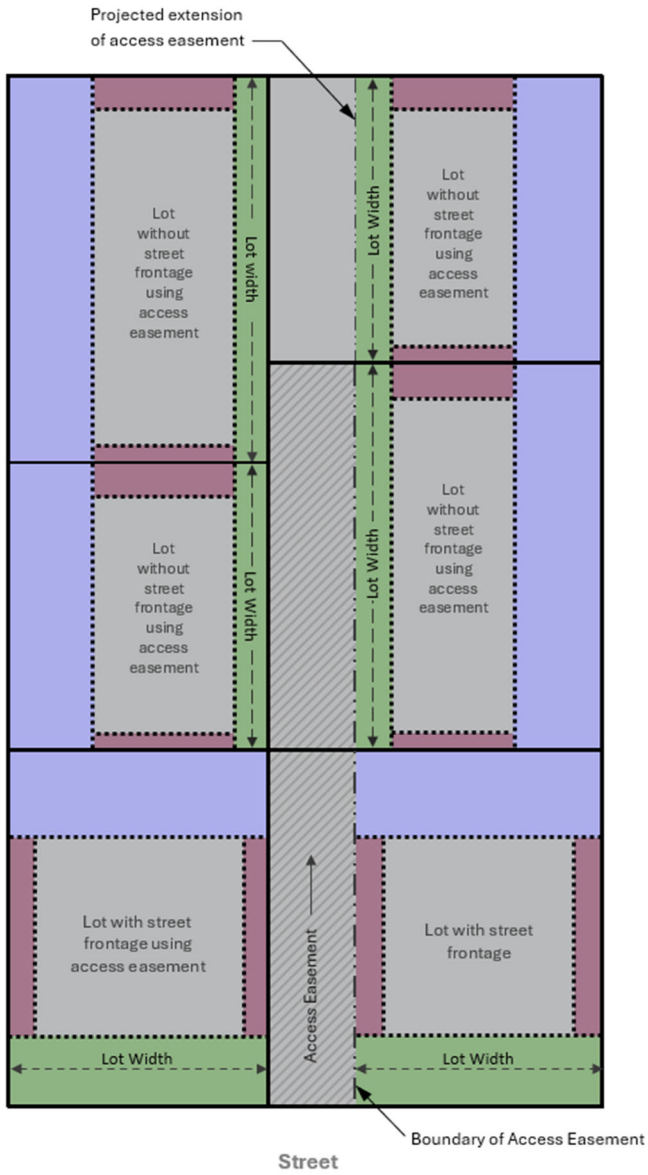 Projected extension
of access easement
Lot
without
street
frontage
using
access
easement
Lot width
Lot Width
Lot
without
street
frontage
using
access
easement
Lot
without
street
frontage
using
access
easement
Lot Width
Lot Width
Lot
without
street
frontage
using
access
easement
Lot with street
frontage using
access easement
Access Easement
Lot with street
frontage
Lot Width
Lot Width
Boundary of Access Easement
Street